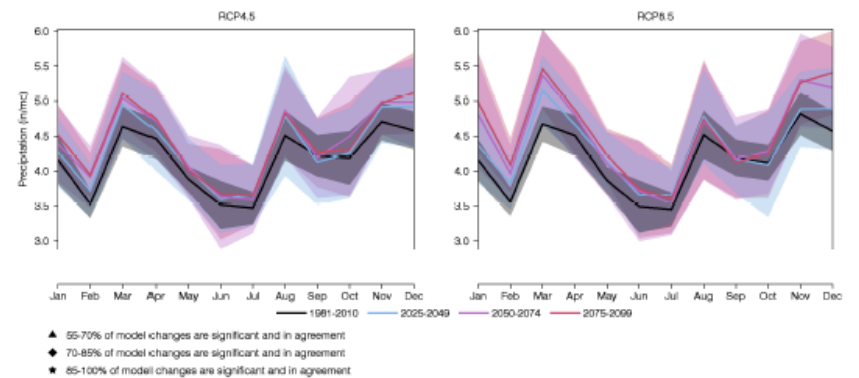 RCP4.5
RCP8.5
6.0
5.5
5.0
4.5
4.0
3.5
3.0
Precipitation (in/mo)
6.0
5.5
5.0
4.5
4.0
3.5
3.0
Jan Feb Mar Apr May Jun Jul Aug Sep Oct Nov Dec
Jan Feb Mar Apr May Jun Jul Aug Sep Oct Nov Dec
1981-2010 2025-2049 2050-2074 2075-2099
▲ 55-70% of model changes are significant and in agreement
◆ 70-85% of model changes are significant and in agreement
★ 85-100% of model changes are significant and in agreement